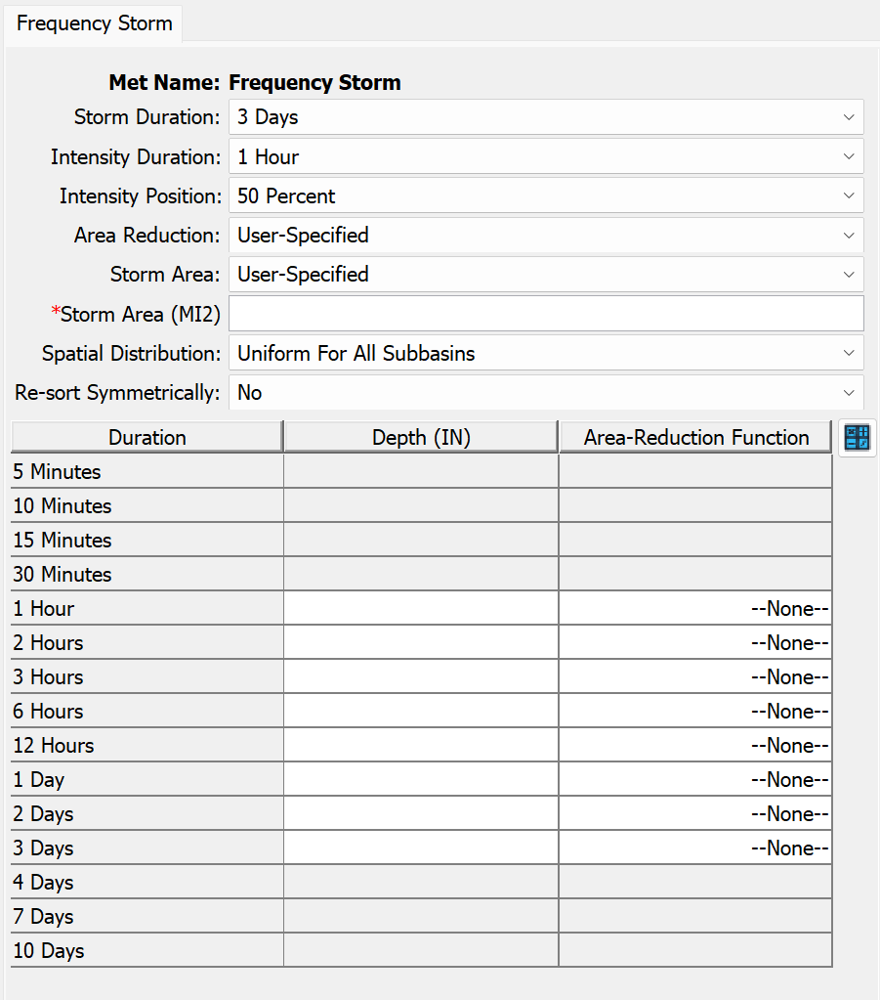 Frequency Storm
Met Name: Frequency Storm
Storm Duration: 3 Days
Intensity Duration: 1 Hour
Intensity Position: 50 Percent
Area Reduction: User-Specified
Storm Area: User-Specified
*Storm Area (MI2)
Spatial Distribution: Uniform For All Subbasins
Re-sort Symmetrically: No
Duration Depth (IN) Area-Reduction Function
5 Minutes
10 Minutes
15 Minutes
30 Minutes
1 Hour --None--
2 Hours --None--
3 Hours --None--
6 Hours --None--
12 Hours --None--
1 Day --None--
2 Days --None--
3 Days --None--
4 Days
7 Days
10 Days